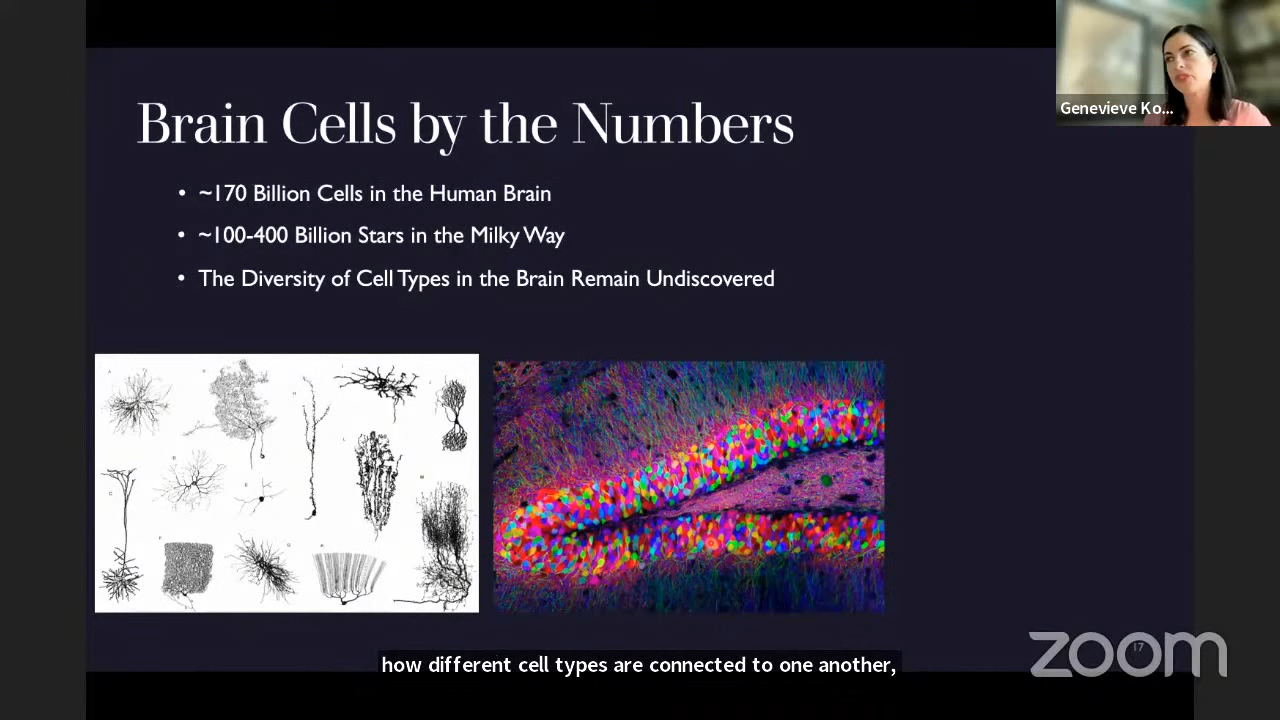 Brain Cells by the Numbers
• ~170 Billion Cells in the Human Brain
• ~100-400 Billion Stars in the Milky Way
• The Diversity of Cell Types in the Brain Remain Undiscovered
Genevieve Ko...
how different cell types are connected to one another,
zoom
17